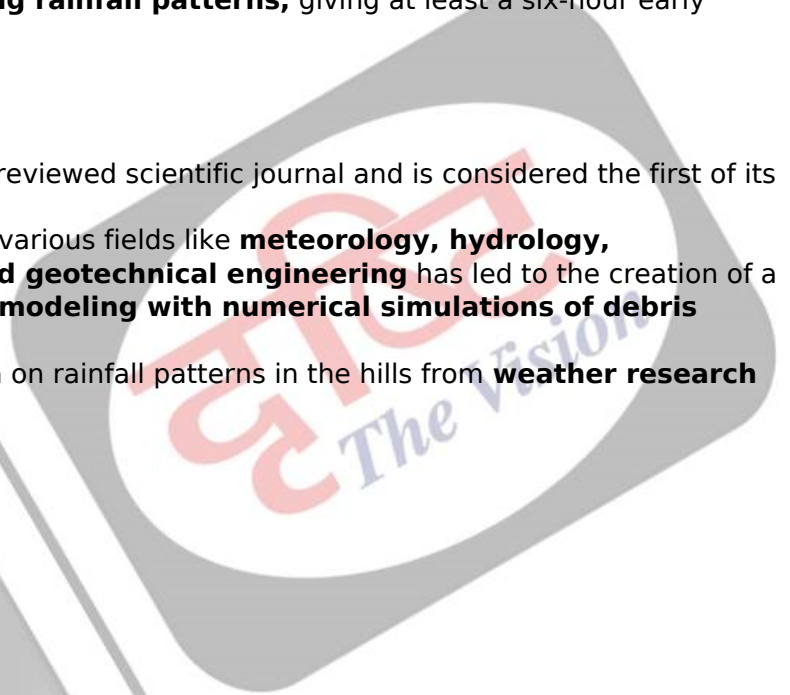 rainfall patterns, giving at least a six-hour early
reviewed scientific journal and is considered the first of its
various fields like meteorology, hydrology,
geotechnical engineering has led to the creation of a
modeling with numerical simulations of debris
on rainfall patterns in the hills from weather research
दृष्टि
The Vision